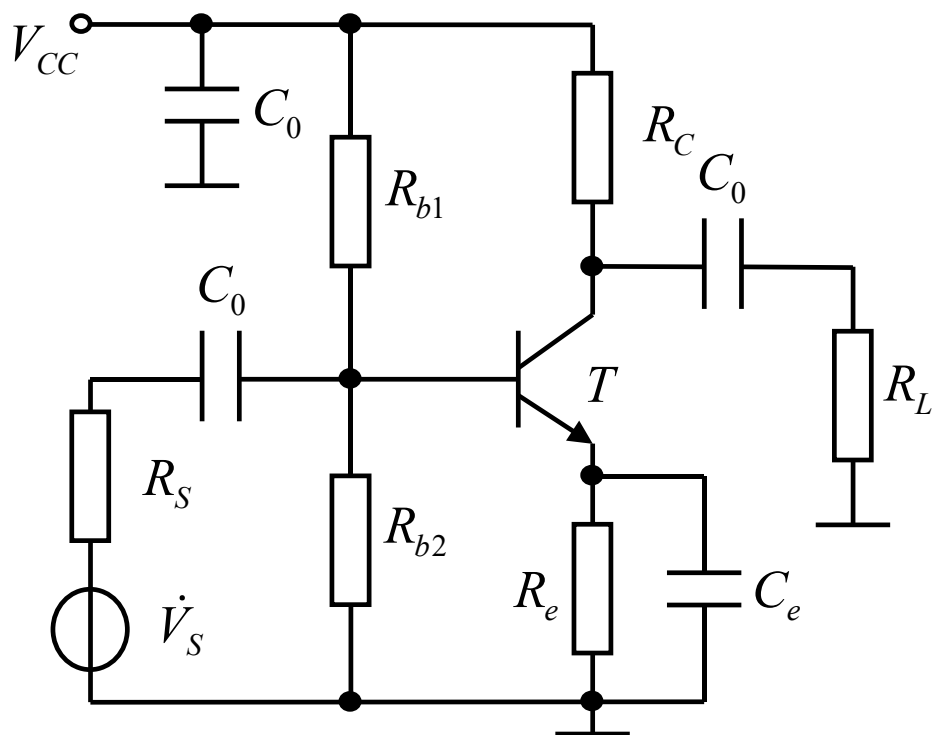 V_CC
C_0
R_b1
R_C
C_0
C_0
T
R_L
R_S
R_b2
R_e
C_e
V̇_S